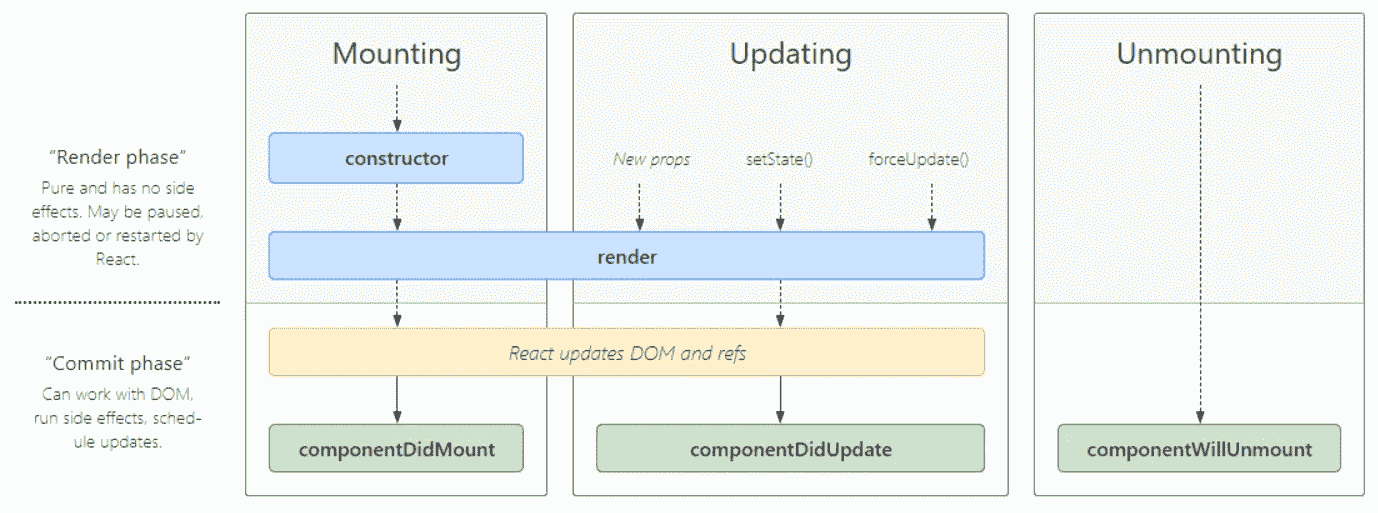 Mounting
Updating
Unmounting
“Render phase”
Pure and has no side
effects. May be paused,
aborted or restarted by
React.
constructor
New props
setState()
forceUpdate()
render
“Commit phase”
Can work with DOM,
run side effects, sched-
ule updates.
React updates DOM and refs
componentDidMount
componentDidUpdate
componentWillUnmount